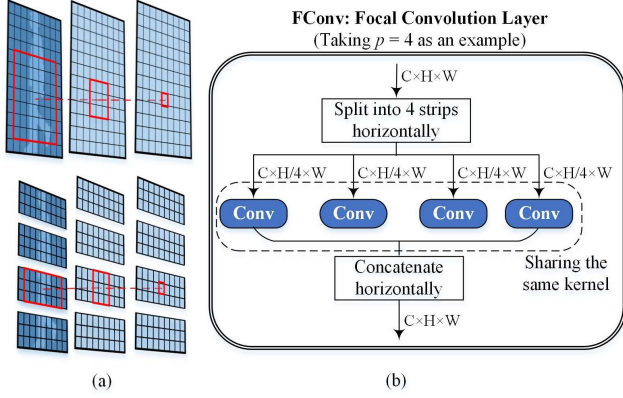 FConv: Focal Convolution Layer
(Taking p = 4 as an example)
C×H×W
Split into 4 strips
horizontally
C×H/4×W C×H/4×W C×H/4×W C×H/4×W
Conv Conv Conv Conv
Concatenate
horizontally
Sharing the
same kernel
C×H×W
(a) (b)